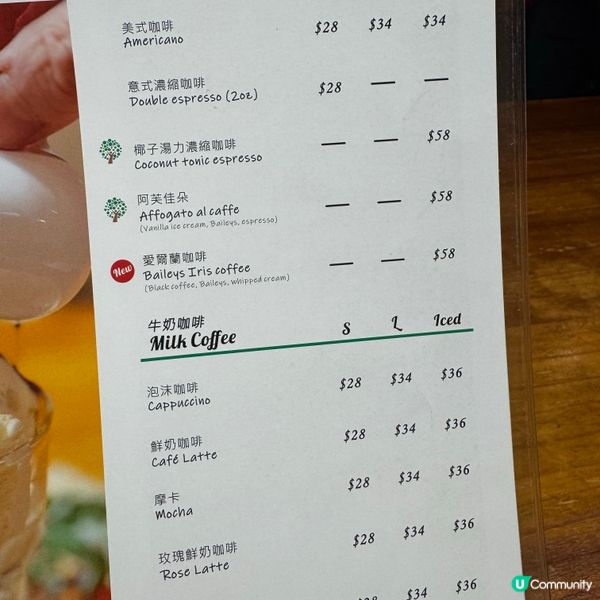 美式咖啡 $28 $34 $34
Americano
意式濃縮咖啡 $28 — —
Double espresso (2oz)
椰子湯力濃縮咖啡 — — $58
Coconut tonic espresso
阿芙佳朵 — — $58
Affogato al caffe
(Vanilla ice cream, Baileys, espresso)
New 愛爾蘭咖啡 — — $58
Baileys Iris coffee
(Black coffee, Baileys, whipped cream)
牛奶咖啡
Milk Coffee S L Iced
泡沫咖啡 $28 $34 $36
Cappuccino
鮮奶咖啡 $28 $34 $36
Café Latte
摩卡 $28 $34 $36
Mocha
玫瑰鮮奶咖啡 $28 $34 $36
Rose Latte
$28 $34 $36
U Community